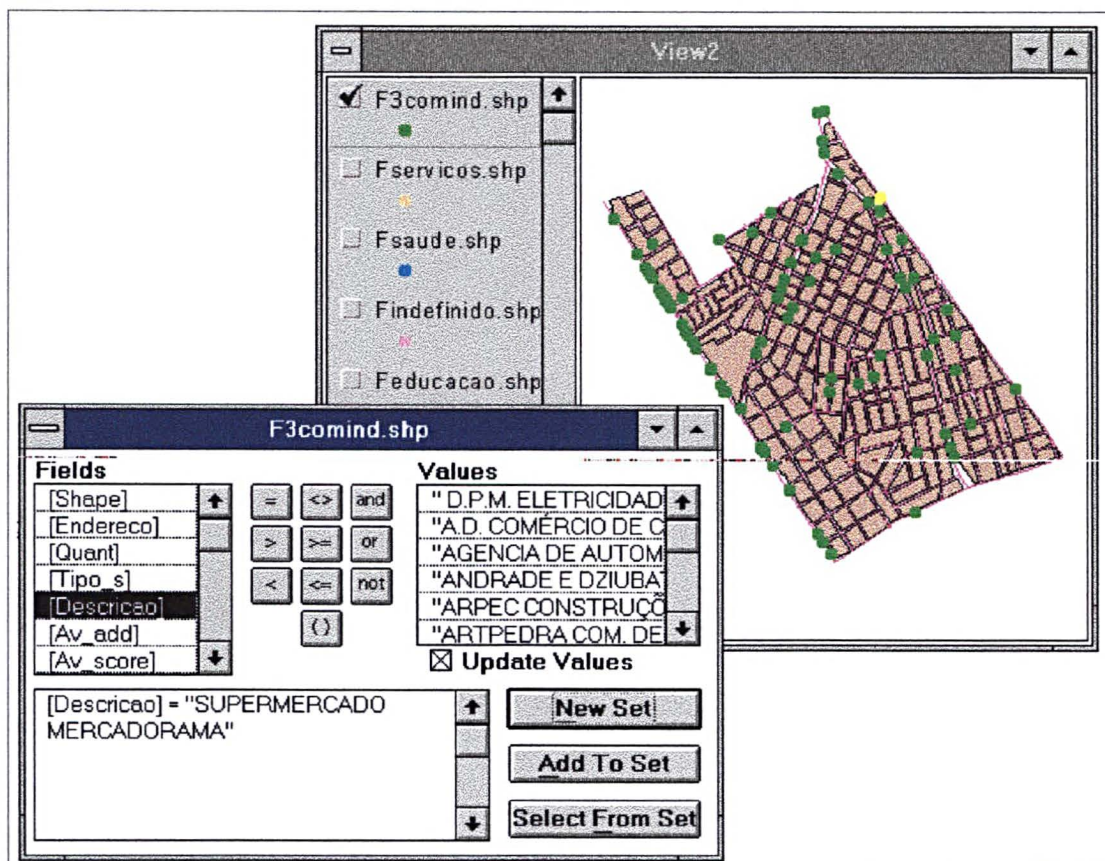 View2
F3comind.shp
Fservicos.shp
Fsaude.shp
Findefinido.shp
Feducacao.shp
F3comind.shp
Fields
[Shape]
[Endereco]
[Quant]
[Tipo_s]
[Descricao]
[Av_add]
[Av_score]
= <> and
> >= or
< <= not
()
Values
" D.P.M. ELETRICIDAD
"A.D. COMÉRCIO DE C
"AGENCIA DE AUTOM
"ANDRADE E DZIUBA
"ARPEC CONSTRUÇÕ
"ARTPEDRA COM. DE
Update Values
[Descricao] = "SUPERMERCADO
MERCADORAMA"
New Set
Add To Set
Select From Set